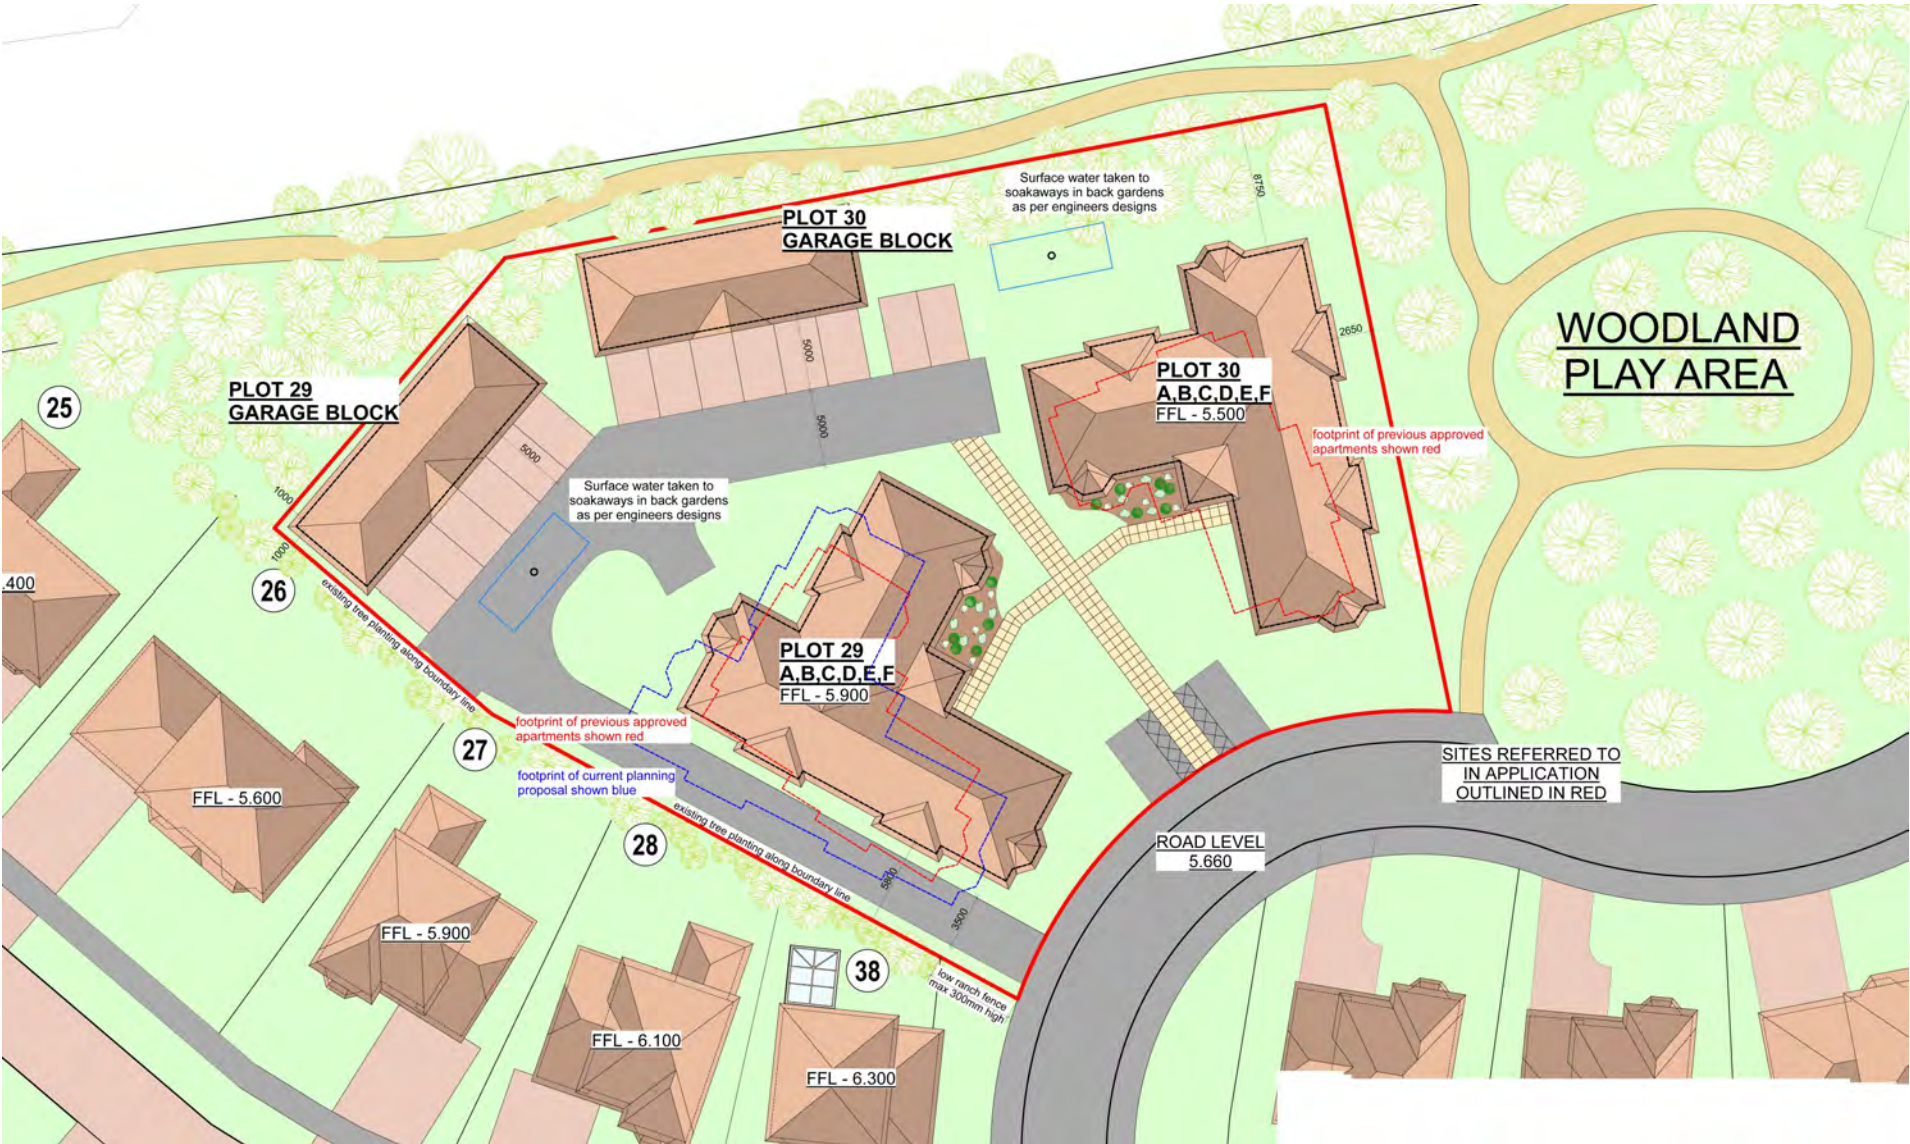 Surface water taken to
soakaways in back gardens
as per engineers designs
8750
PLOT 30
GARAGE BLOCK
WOODLAND
PLAY AREA
2650
5000
PLOT 30
A,B,C,D,E,F
FFL - 5.500
PLOT 29
GARAGE BLOCK
25
5000
footprint of previous approved
apartments shown red
5000
1000
Surface water taken to
soakaways in back gardens
as per engineers designs
1000
.400
26
existing tree planting along boundary line
PLOT 29
A,B,C,D,E,F
FFL - 5.900
footprint of previous approved
apartments shown red
27
footprint of current planning
proposal shown blue
SITES REFERRED TO
IN APPLICATION
OUTLINED IN RED
FFL - 5.600
existing tree planting along boundary line
28
ROAD LEVEL
5.660
5800
3500
FFL - 5.900
38
low ranch fence
max 300mm high
FFL - 6.100
FFL - 6.300